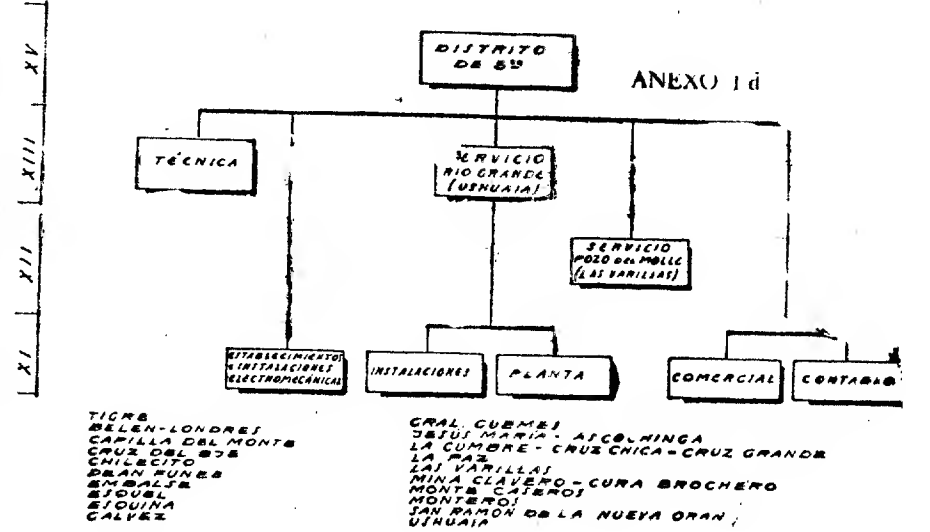 DISTRITO
DE 5ta
ANEXO I d
TÉCNICA
SERVICIO
RIO GRANDE
(USHUAIA)
SERVICIO
POZO DEL MOLLE
(LAS VARILLAS)
ESTABLECIMIENTOS
INSTALACIONES
ELECTROMECÁNICAS
INSTALACIONES
PLANTA
COMERCIAL
CONTABLE
XV
XIII
XII
XI
TIGRE
BELEN-LONDRES
CAPILLA DEL MONTE
CRUZ DEL EJE
CHILECITO
DEAN FUNES
EMBALSE
ESQUEL
ESQUINA
GALVEZ
GRAL. GUEMES
JESÚS MARIA - ASCOCHINGA
LA CUMBRE - CRUZ CHICA - CRUZ GRANDE
LA PAZ
LAS VARILLAS
MINA CLAVERO - CURA BROCHERO
MONTE CASEROS
MONTEROS
SAN RAMON DE LA NUEVA ORAN
USHUAIA